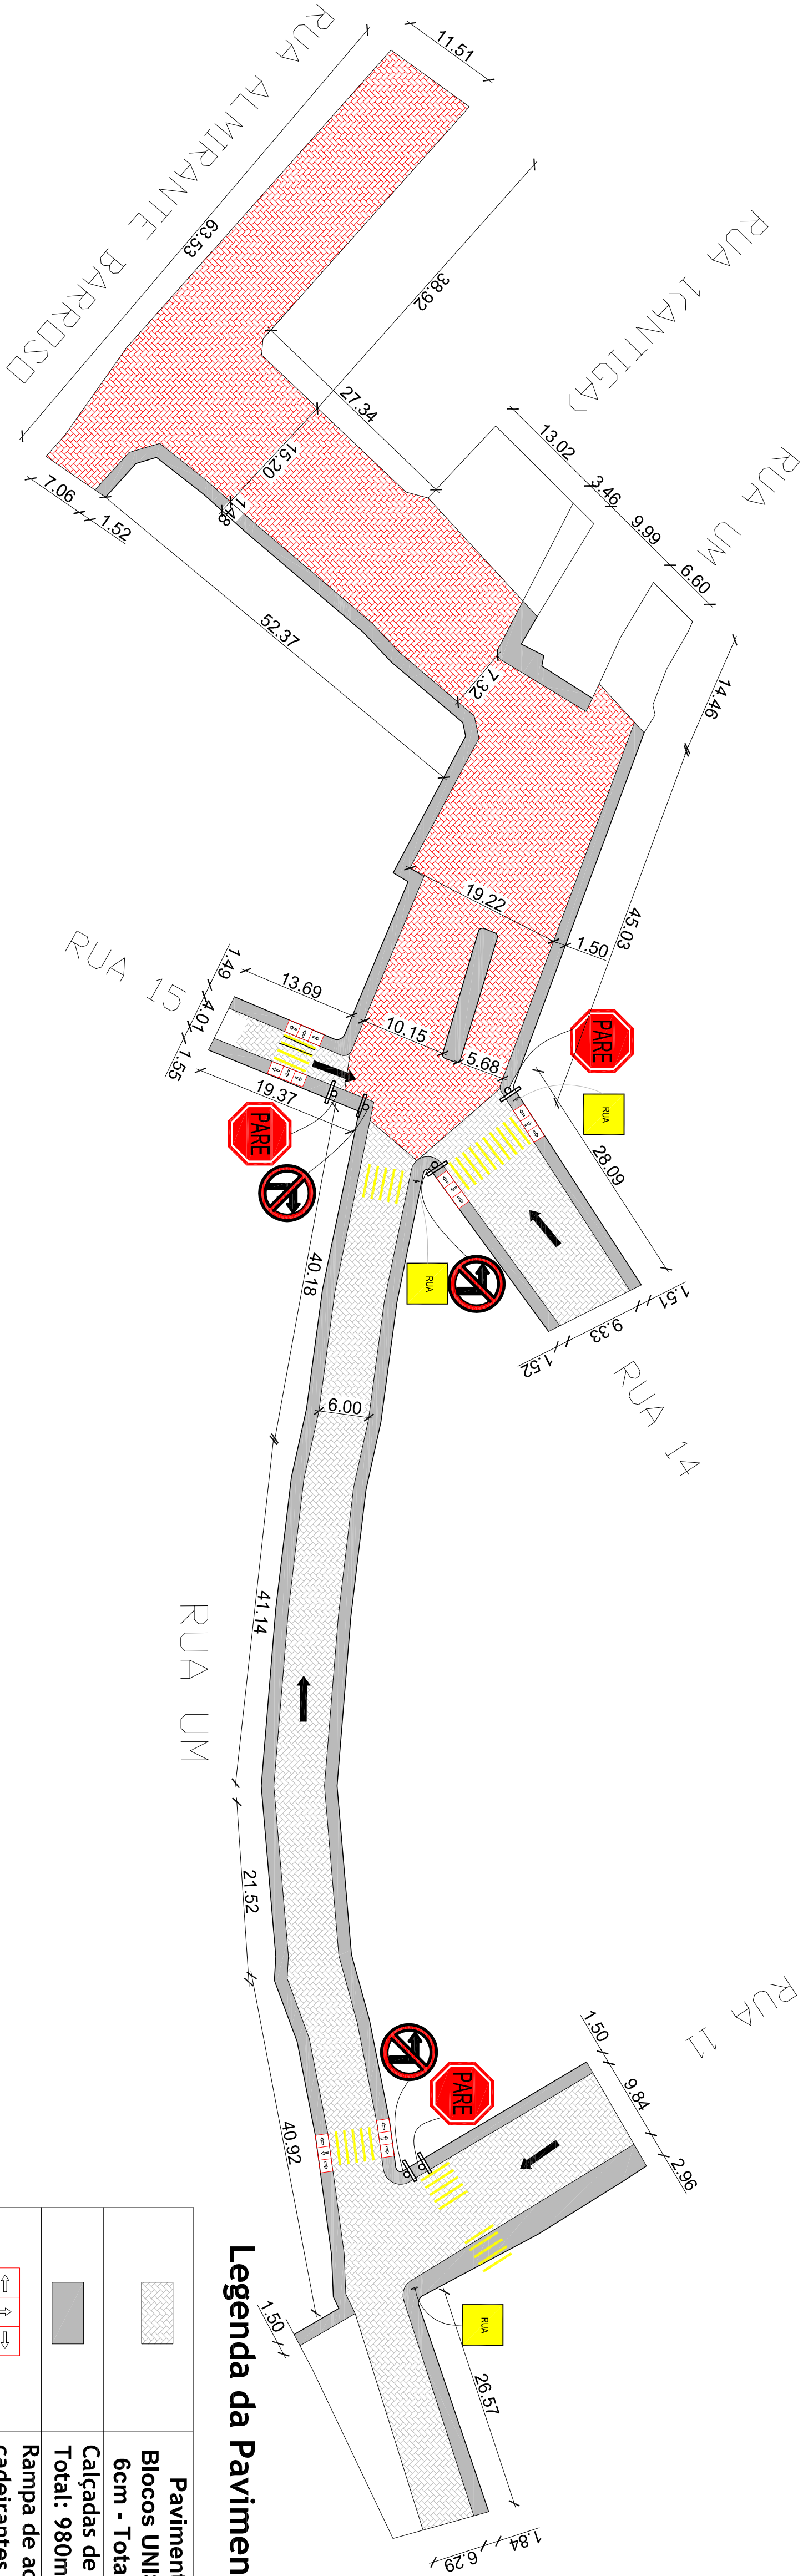 RUA ALMIRANTE BARROSO
11.51
63.53
38.92
RUA 1(ANTIGA)
27.34
13.02
3.46
9.99
6.60
RUA UM
15.20
1.48
7.06
1.52
52.37
7.32
14.46
45.03
19.22
1.50
RUA 15
1.49
4.01
1.55
13.69
19.37
10.15
5.68
PARE
RUA
PARE
28.09
RUA
1.51
9.33
1.52
RUA 14
40.18
6.00
41.14
RUA UM
21.52
RUA 11
1.50
9.84
2.96
PARE
40.92
RUA
26.57
1.50
1.84
6.29
Legenda da Pavimen
Pavimen
Blocos UNI
6cm - Tota
Calçadas de
Total: 980m
Rampa de ac
cadeirantes